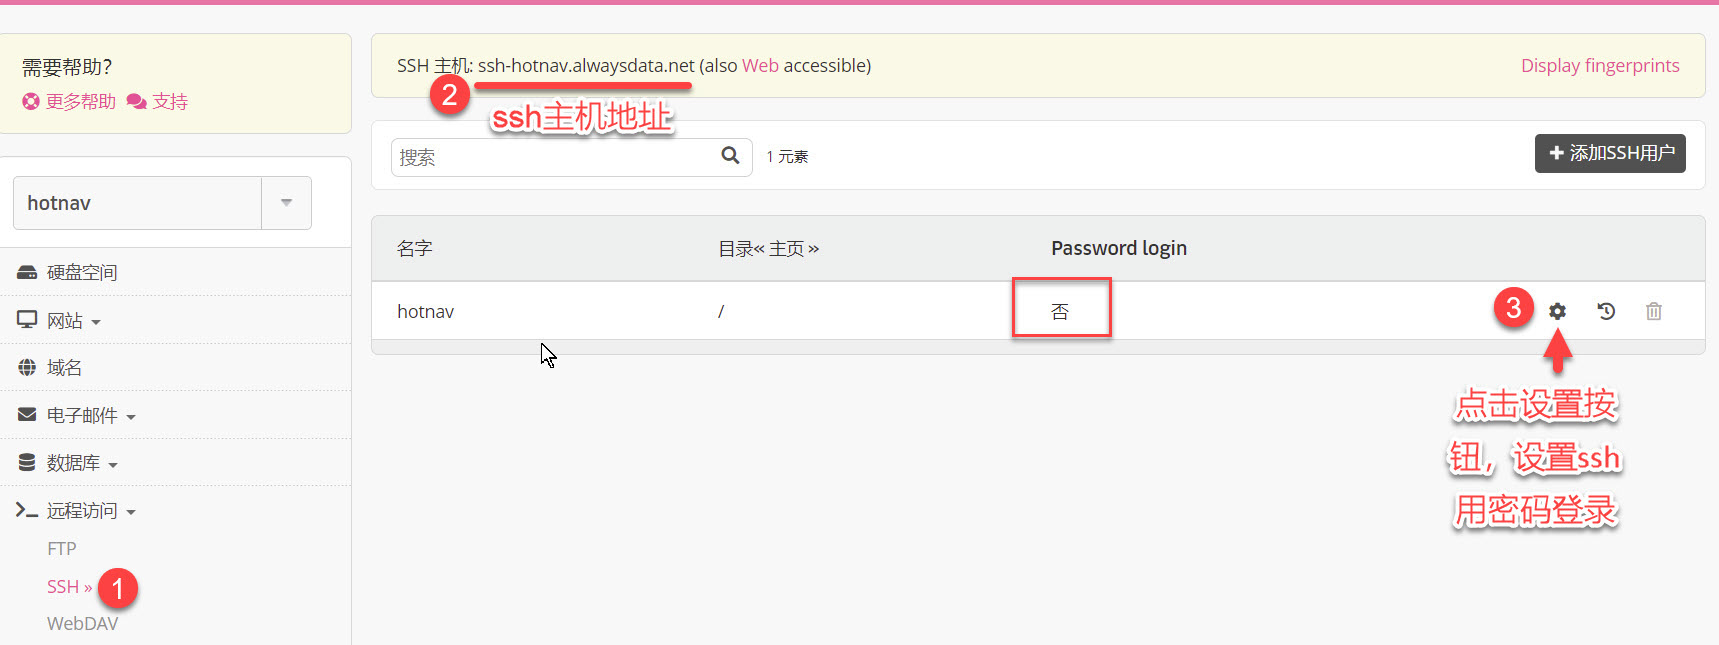 需要帮助?
更多帮助 支持
hotnav
硬盘空间
网站
域名
电子邮件
数据库
远程访问
FTP
SSH »
1
WebDAV
SSH 主机: ssh-hotnav.alwaysdata.net (also Web accessible)
Display fingerprints
2
ssh主机地址
搜索
1 元素
添加SSH用户
名字 目录« 主页 » Password login
hotnav / 否
3
点击设置按
钮，设置ssh
用密码登录